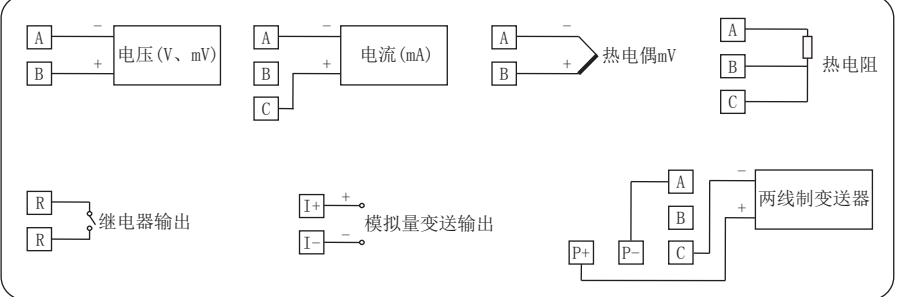 A − 电压(V、mV)
B +
A − 电流(mA)
B
C +
A − 热电偶mV
B +
A
B 热电阻
C
R
继电器输出
R
I+ +
模拟量变送输出
I− −
A −
两线制变送器
B +
P+ P− C